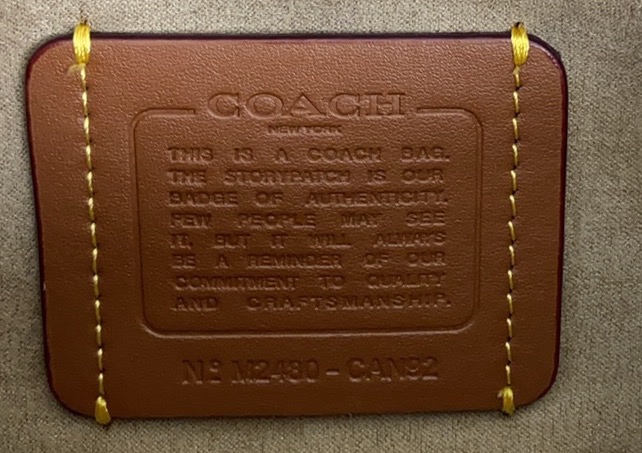 COACH
NEW YORK
THIS IS A COACH BAG.
THE STORYPATCH IS OUR
BADGE OF AUTHENTICITY.
FEW PEOPLE MAY SEE
IT, BUT IT WILL ALWAYS
BE A REMINDER OF OUR
COMMITMENT TO QUALITY
AND CRAFTSMANSHIP.
Nº M2480 - CAN92